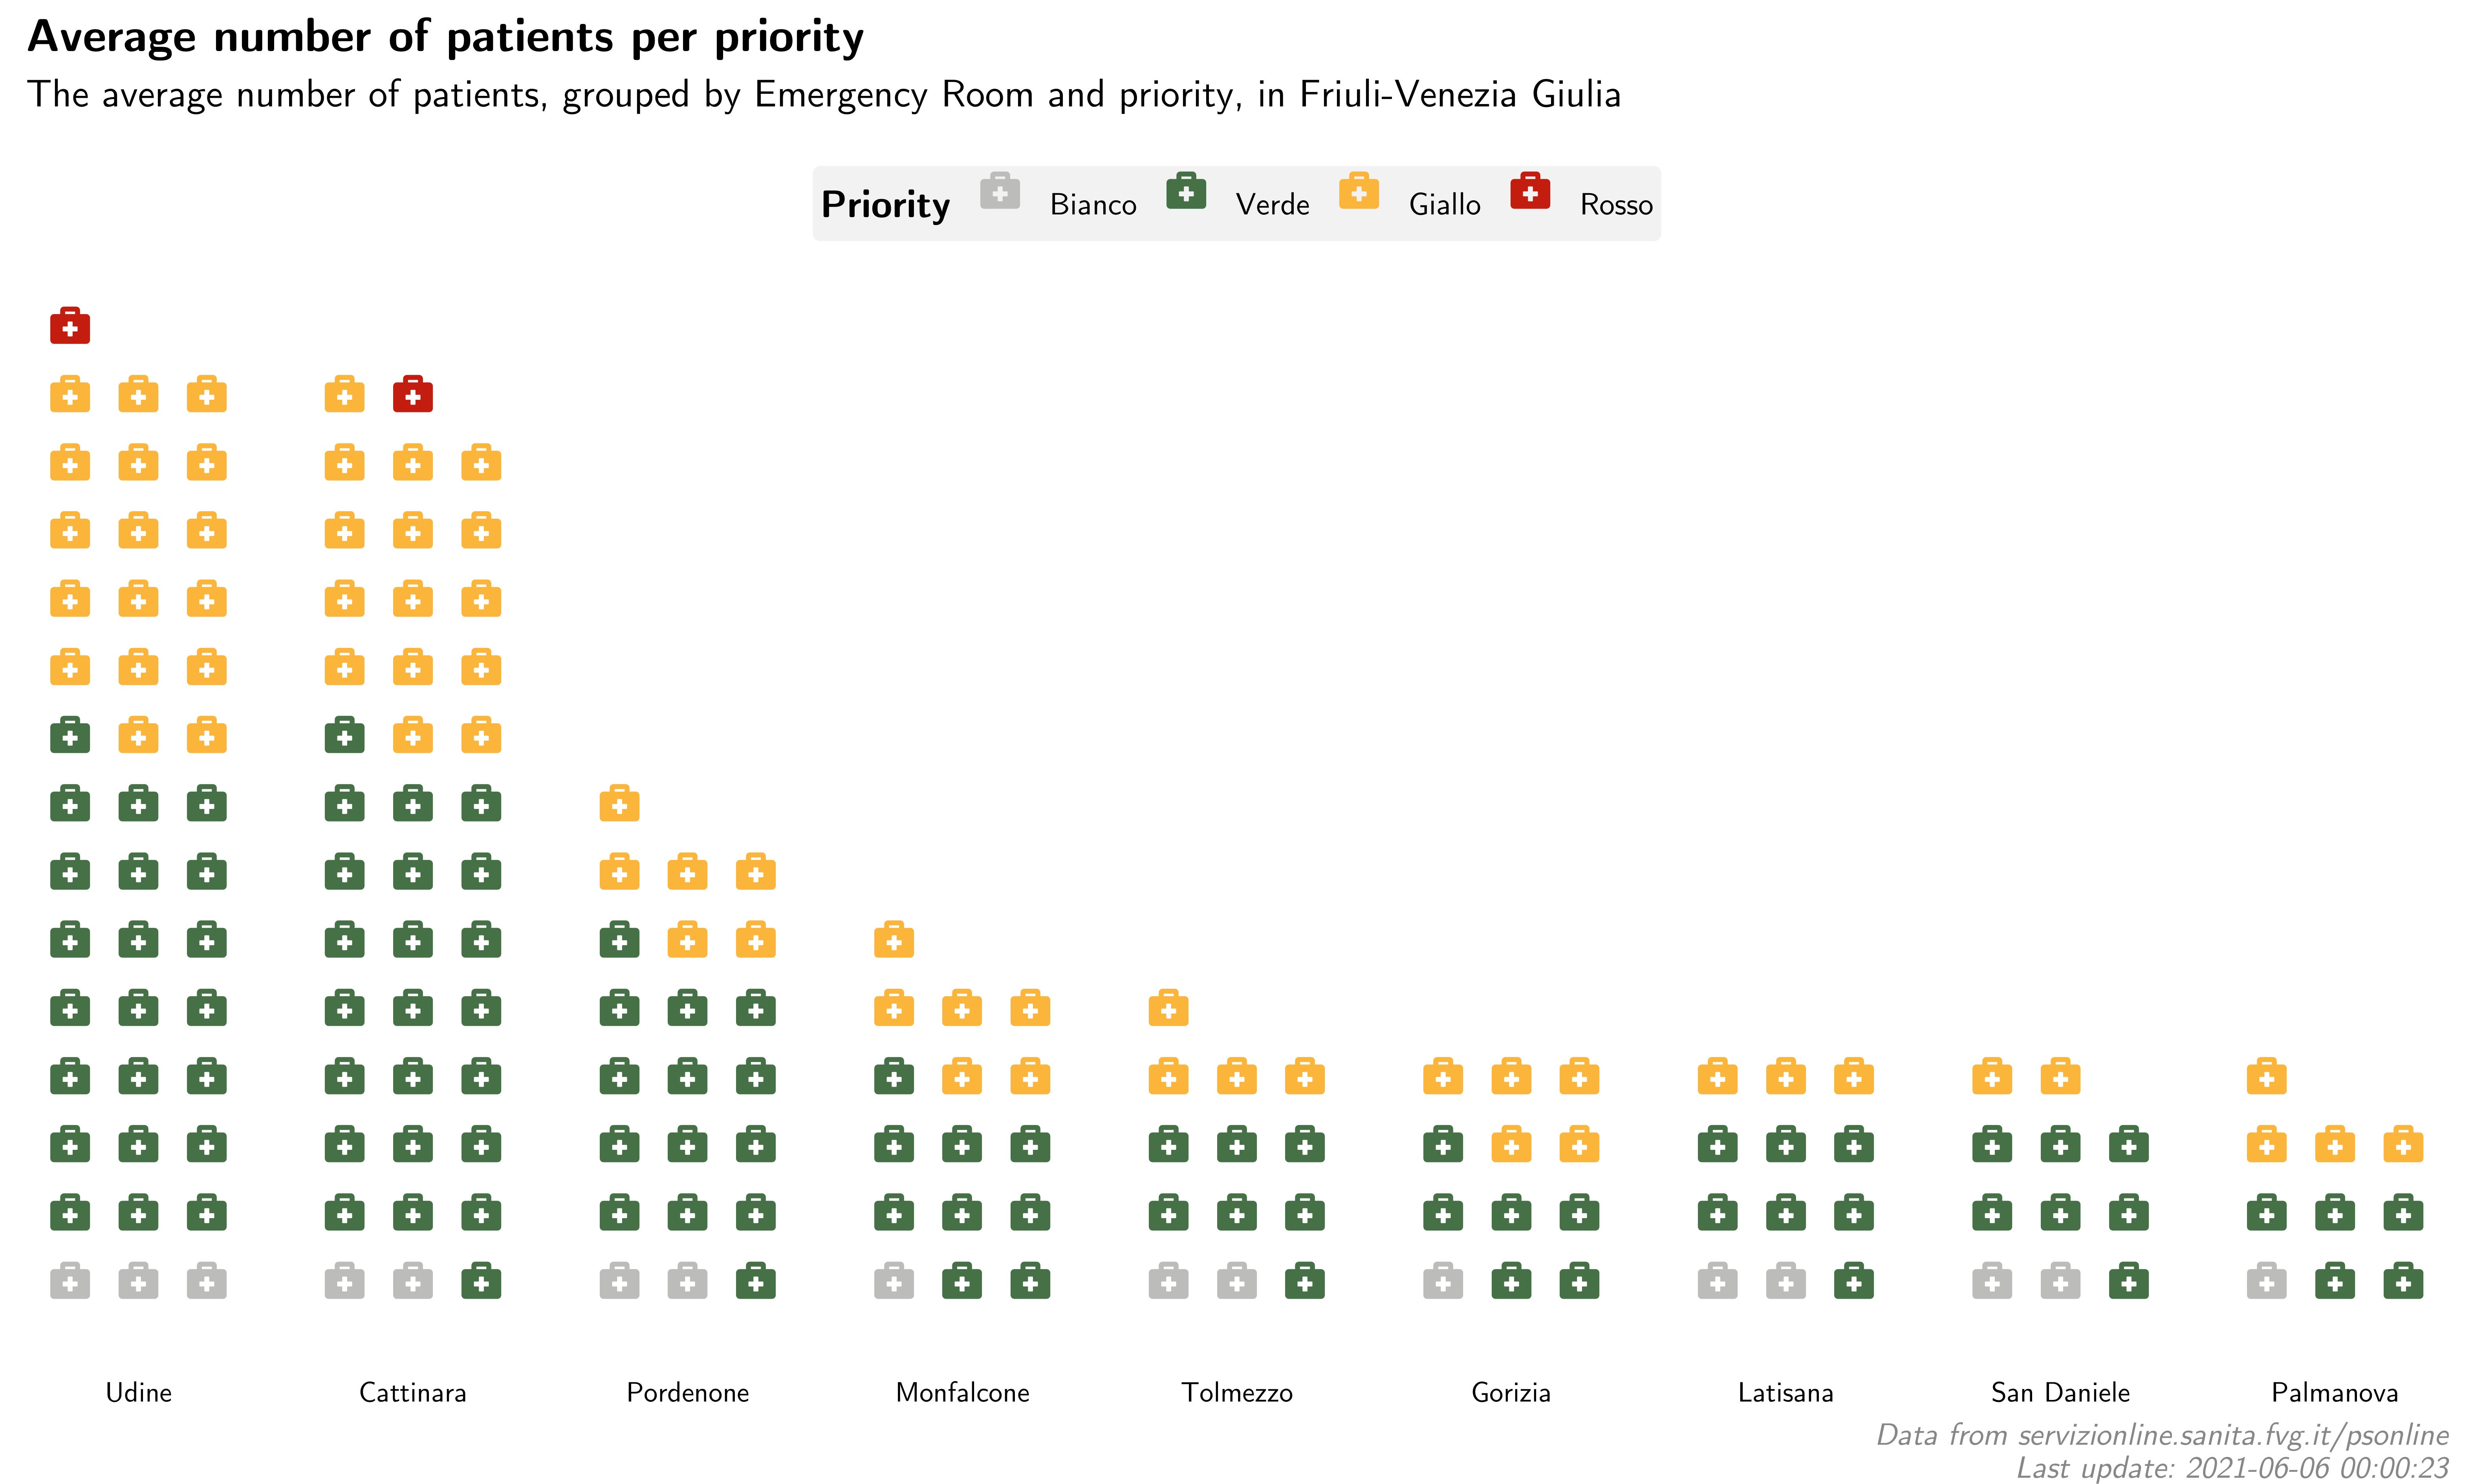 Average number of patients per priority
The average number of patients, grouped by Emergency Room and priority, in Friuli-Venezia Giulia
Priority Bianco Verde Giallo Rosso
Udine Cattinara Pordenone Monfalcone Tolmezzo Gorizia Latisana San Daniele Palmanova
Data from servizionline.sanita.fvg.it/psonline
Last update: 2021-06-06 00:00:23